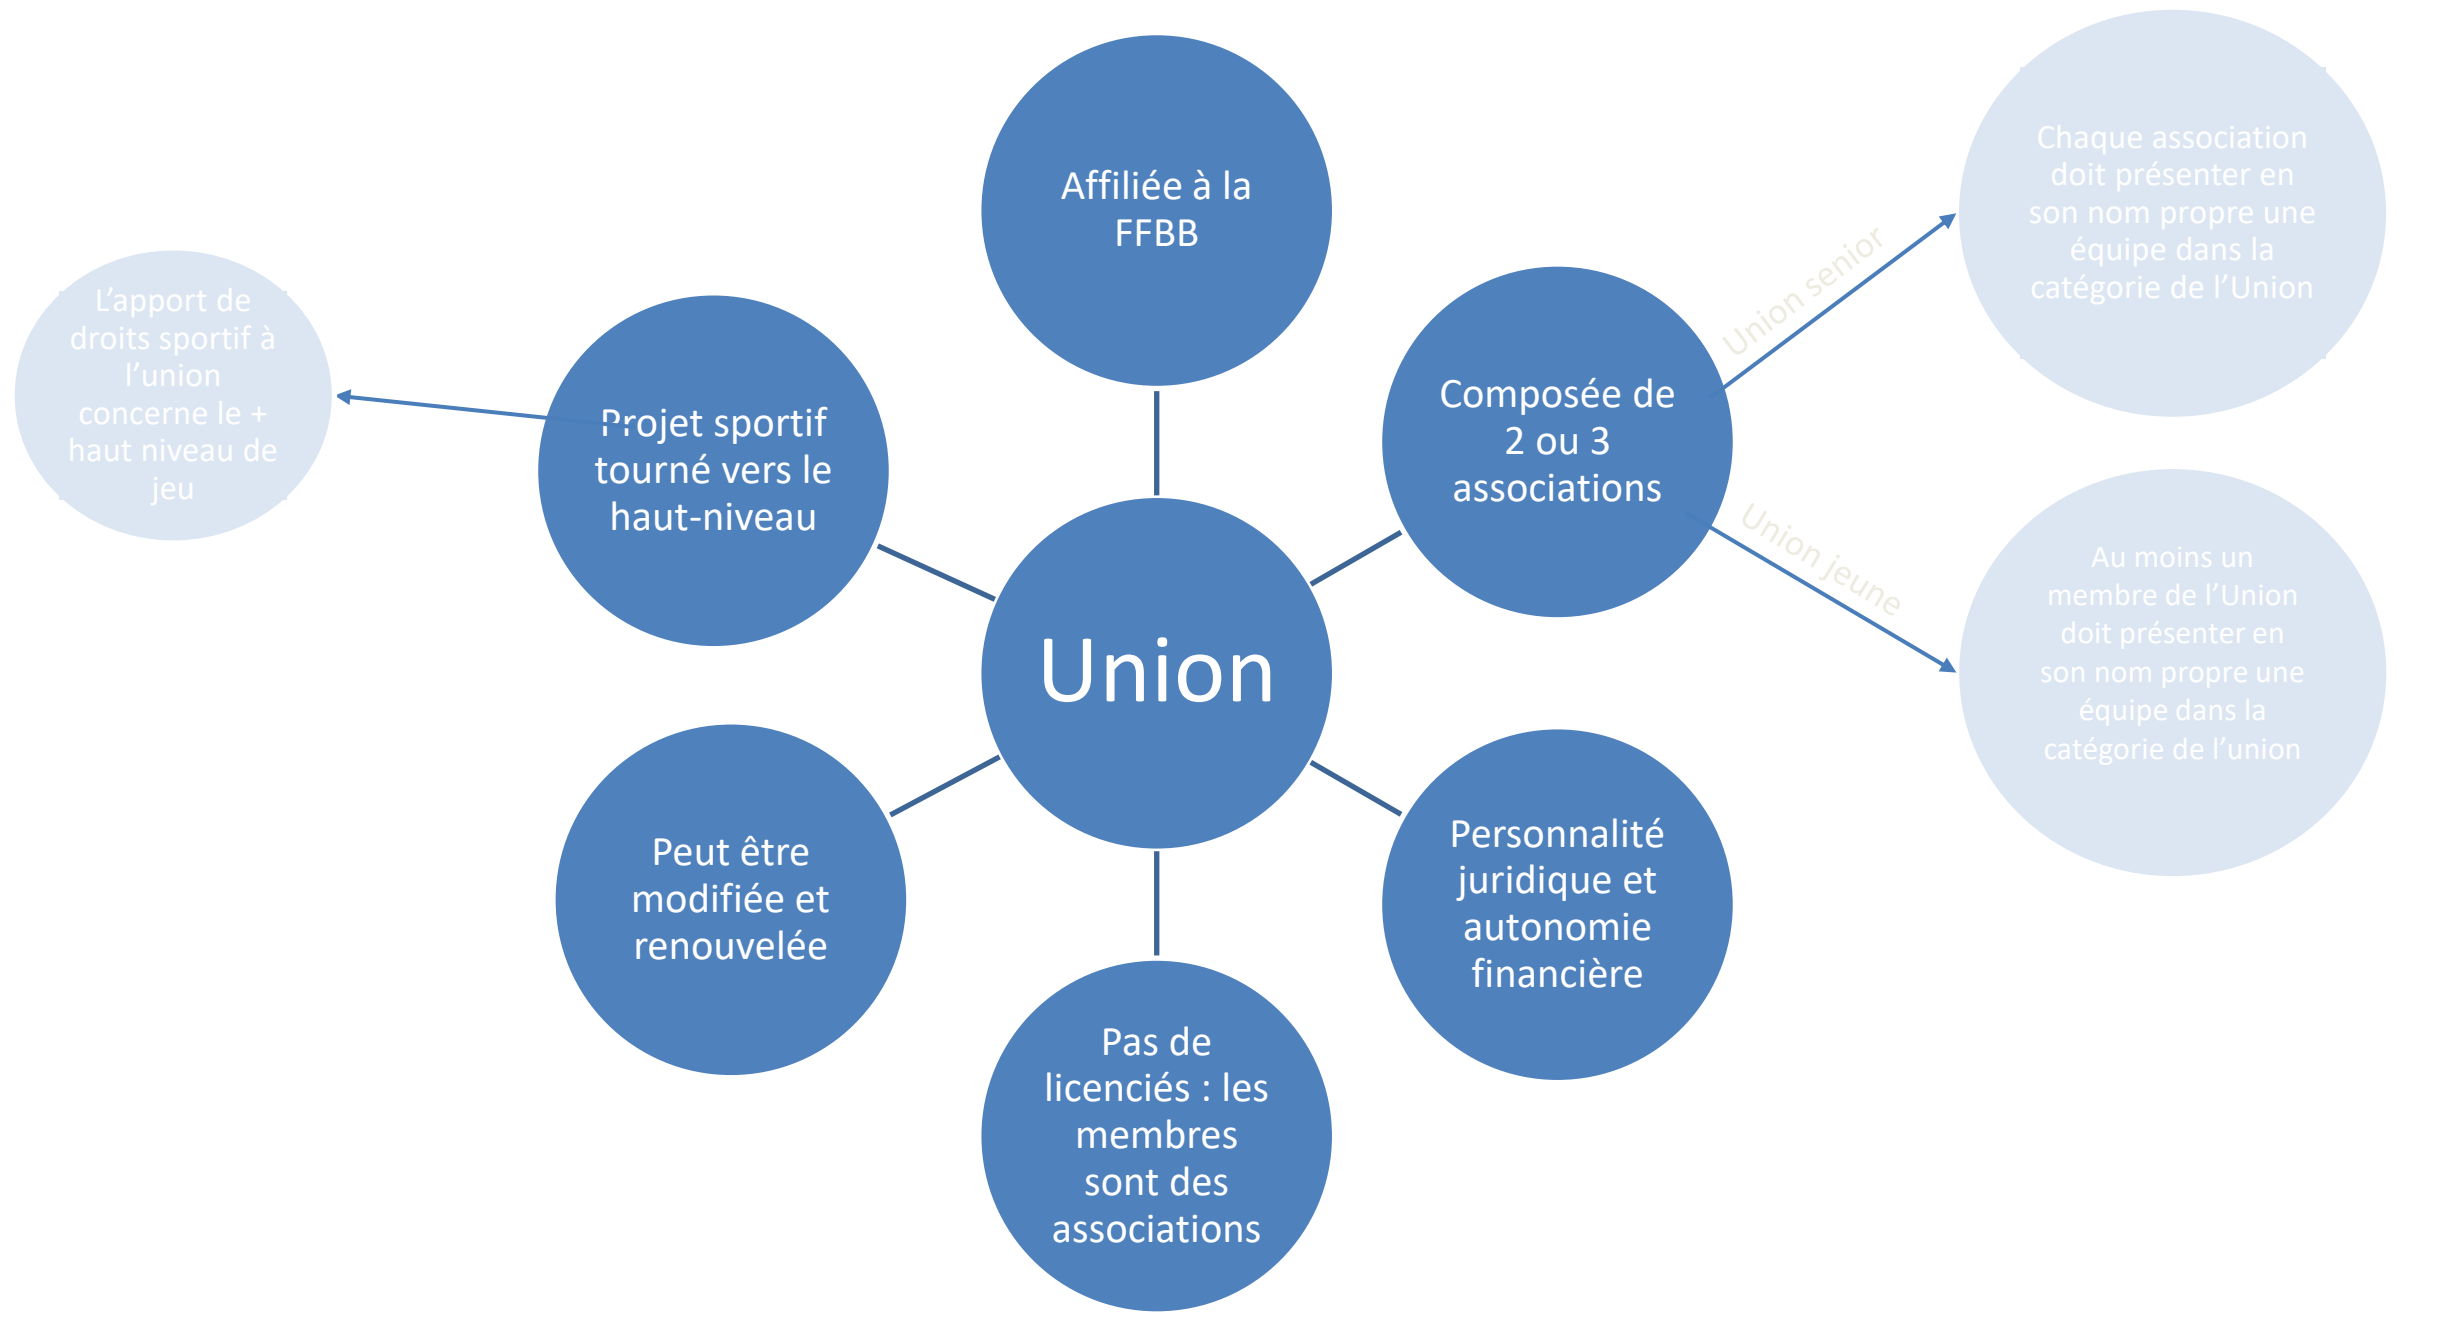 Affiliée à la
FFBB
Chaque association
doit présenter en
son nom propre une
équipe dans la
catégorie de l’Union
Union senior
L’apport de
droits sportif à
l’union
concerne le +
haut niveau de
jeu
Projet sportif
tourné vers le
haut-niveau
Composée de
2 ou 3
associations
Union jeune
Au moins un
membre de l’Union
doit présenter en
son nom propre une
équipe dans la
catégorie de l’union
Union
Peut être
modifiée et
renouvelée
Personnalité
juridique et
autonomie
financière
Pas de
licenciés : les
membres
sont des
associations